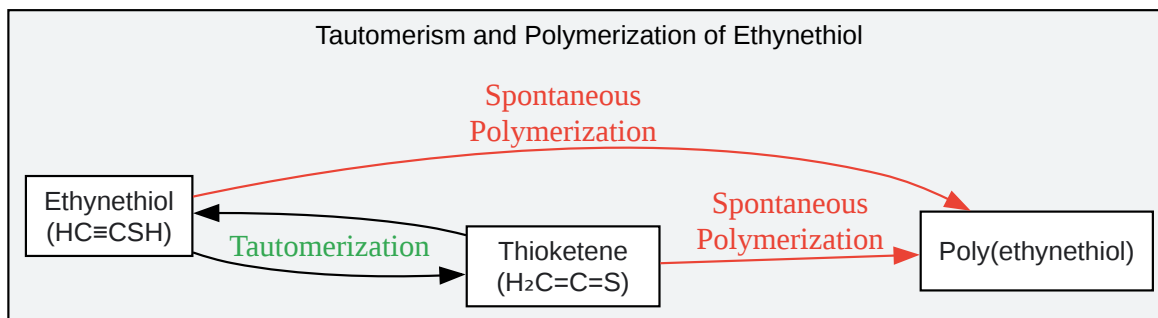 Tautomerism and Polymerization of Ethynethiol
Spontaneous
Polymerization
Ethynethiol
(HC≡CSH)
Tautomerization
Thioketene
(H₂C=C=S)
Spontaneous
Polymerization
Poly(ethynethiol)